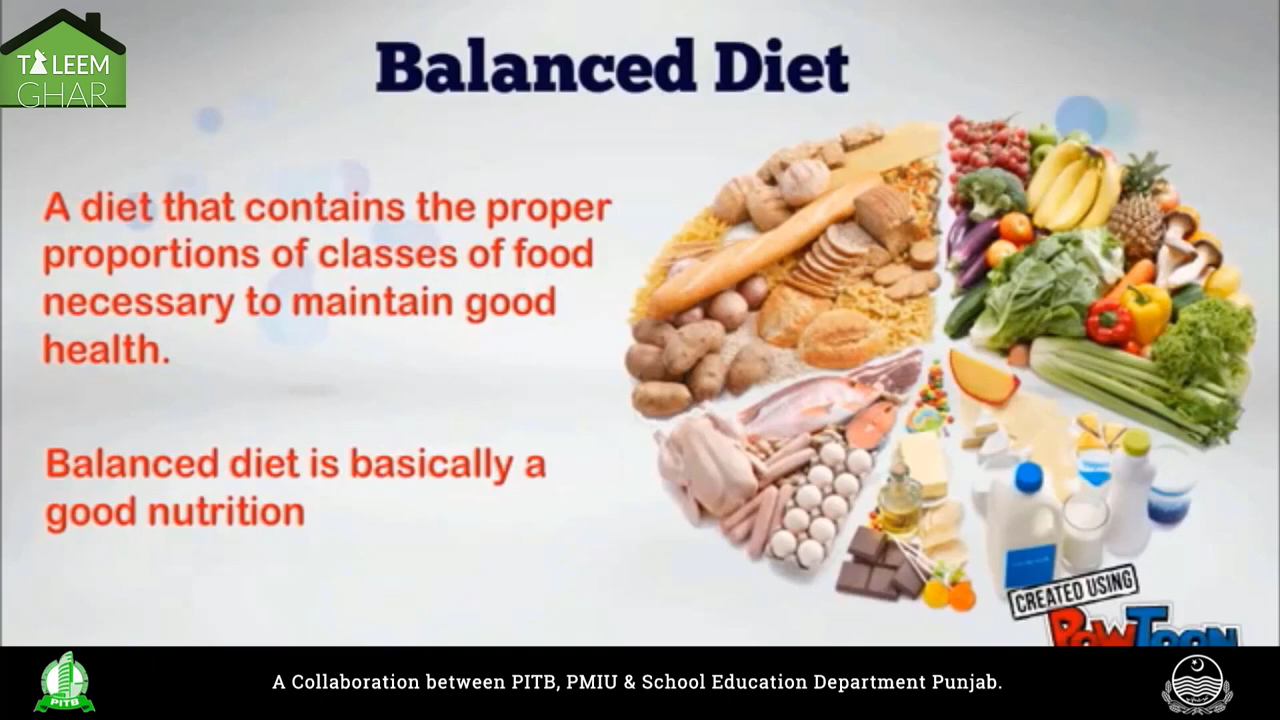 TALEEM
GHAR
Balanced Diet
A diet that contains the proper
proportions of classes of food
necessary to maintain good
health.
Balanced diet is basically a
good nutrition
CREATED USING
POWTOON
PITB
A Collaboration between PITB, PMIU & School Education Department Punjab.